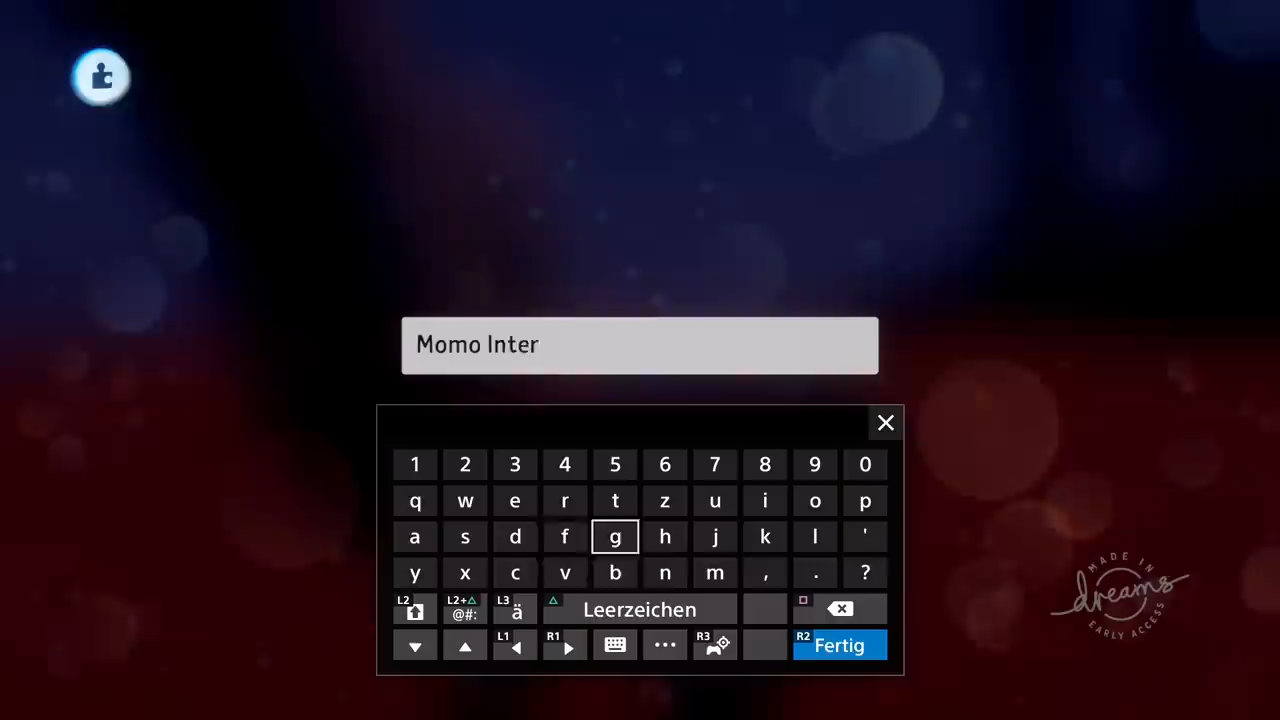 Momo Inter
1 2 3 4 5 6 7 8 9 0
q w e r t z u i o p
a s d f g h j k l '
y x c v b n m , . ?
L2 L2+△ @#: L3 ä △ Leerzeichen □
L1 R1 ... R3 R2 Fertig
MADE IN
dreams
EARLY ACCESS